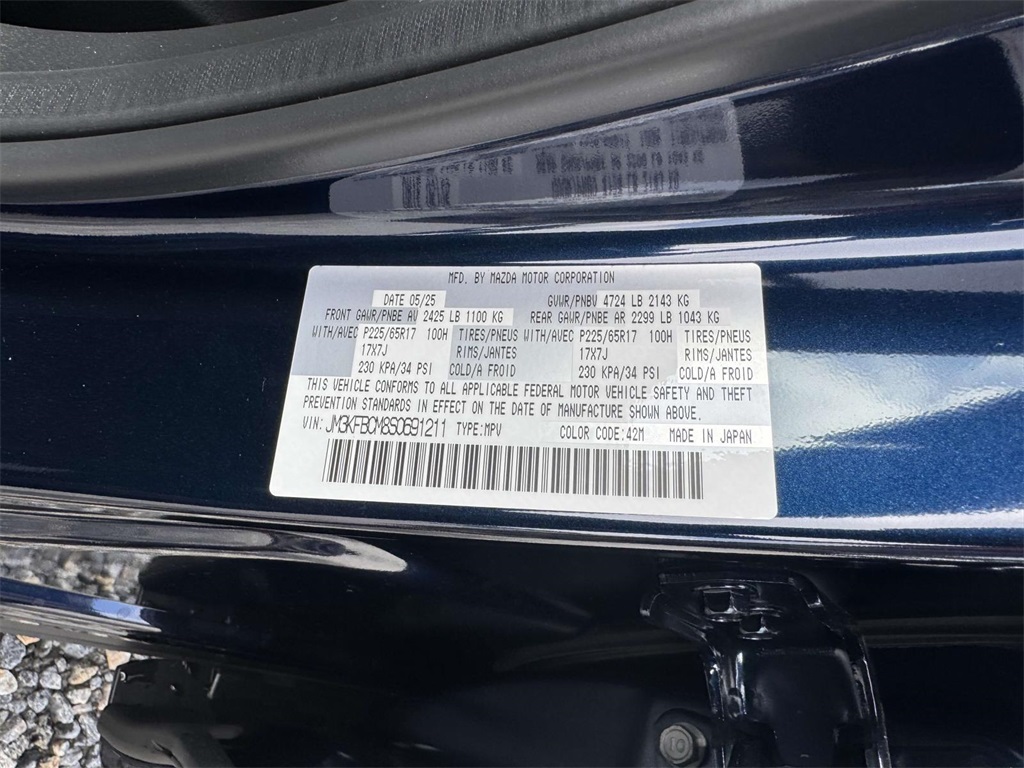 MFD. BY MAZDA MOTOR CORPORATION
DATE 05/25 GVWR/PNBV 4724 LB 2143 KG
FRONT GAWR/PNBE AV 2425 LB 1100 KG REAR GAWR/PNBE AR 2299 LB 1043 KG
WITH/AVEC P225/65R17 100H TIRES/PNEUS WITH/AVEC P225/65R17 100H TIRES/PNEUS
17X7J RIMS/JANTES 17X7J RIMS/JANTES
230 KPA/34 PSI COLD/A FROID 230 KPA/34 PSI COLD/A FROID
THIS VEHICLE CONFORMS TO ALL APPLICABLE FEDERAL MOTOR VEHICLE SAFETY AND THEFT
PREVENTION STANDARDS IN EFFECT ON THE DATE OF MANUFACTURE SHOWN ABOVE.
VIN: JM3KFBCM8S0691211 TYPE:MPV COLOR CODE:42M MADE IN JAPAN